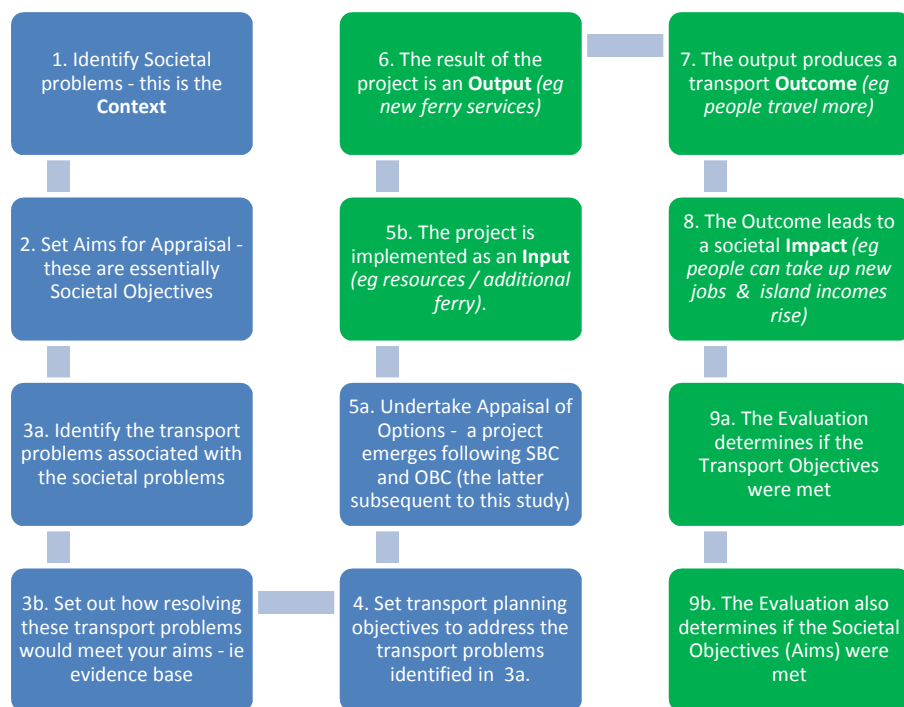 1. Identify Societal
problems - this is the
Context
2. Set Aims for Appraisal -
these are essentially
Societal Objectives
3a. Identify the transport
problems associated with
the societal problems
3b. Set out how resolving
these transport problems
would meet your aims - ie
evidence base
4. Set transport planning
objectives to address the
transport problems
identified in 3a.
5a. Undertake Appraisal of
Options - a project
emerges following SBC
and OBC (the latter
subsequent to this study)
5b. The project is
implemented as an Input
(eg resources / additional
ferry).
6. The result of the
project is an Output (eg
new ferry services)
7. The output produces a
transport Outcome (eg
people travel more)
8. The Outcome leads to
a societal Impact (eg
people can take up new
jobs & island incomes
rise)
9a. The Evaluation
determines if the
Transport Objectives
were met
9b. The Evaluation also
determines if the Societal
Objectives (Aims) were
met